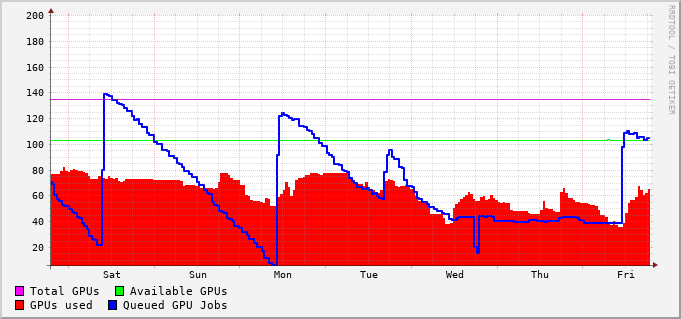 200
180
160
140
120
100
80
60
40
20
Sat Sun Mon Tue Wed Thu Fri
Total GPUs Available GPUs
GPUs used Queued GPU Jobs
RRDTOOL / TOBI OETIKER